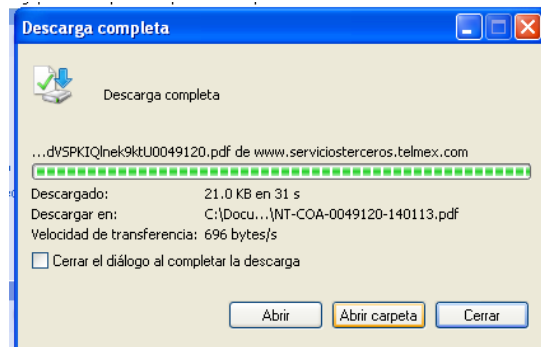 Descarga completa
Descarga completa
...dVSPKIQlnek9ktU0049120.pdf de www.serviciosterceros.telmex.com
Descargado: 21.0 KB en 31 s
Descargar en: C:\Docu...\NT-COA-0049120-140113.pdf
Velocidad de transferencia: 696 bytes/s
Cerrar el diálogo al completar la descarga
Abrir Abrir carpeta Cerrar